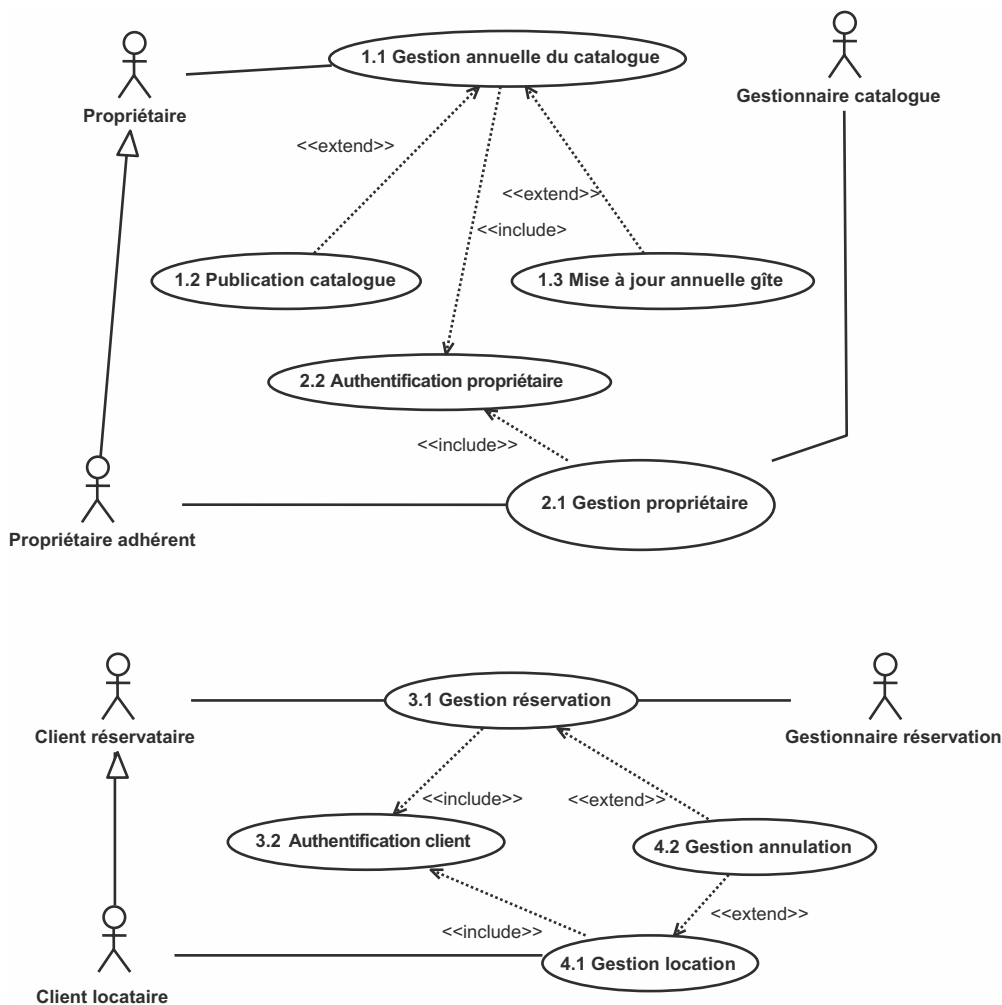 1.1 Gestion annuelle du catalogue
Propriétaire
Gestionnaire catalogue
<<extend>>
<<extend>>
<<include>
1.2 Publication catalogue
1.3 Mise à jour annuelle gîte
2.2 Authentification propriétaire
<<include>>
2.1 Gestion propriétaire
Propriétaire adhérent
3.1 Gestion réservation
Client réservataire
Gestionnaire réservation
<<include>>
<<extend>>
3.2 Authentification client
4.2 Gestion annulation
<<extend>>
<<include>>
4.1 Gestion location
Client locataire